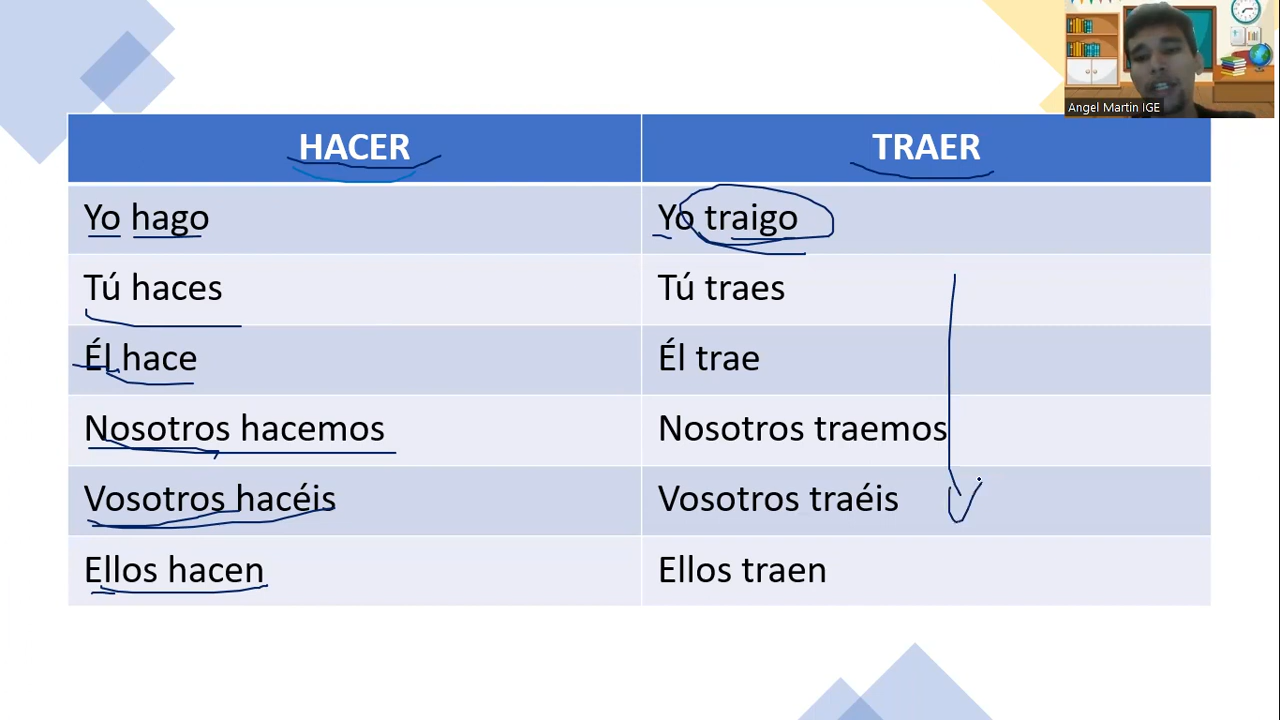 Angel Martin IGE
HACER TRAER
Yo hago Yo traigo
Tú haces Tú traes
Él hace Él trae
Nosotros hacemos Nosotros traemos
Vosotros hacéis Vosotros traéis
Ellos hacen Ellos traen